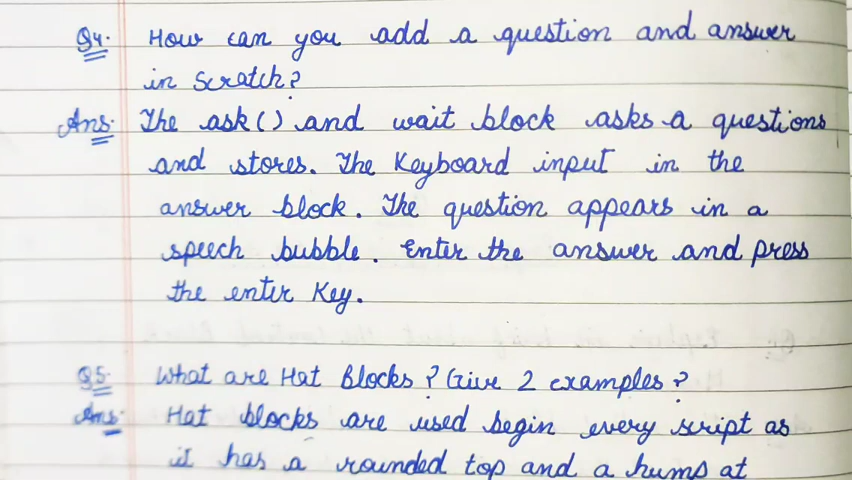 Q4. How can you add a question and answer
in scratch?
Ans. The ask() and wait block asks a questions
and stores. The Keyboard input in the
answer block. The question appears in a
speech bubble. Enter the answer and press
the enter Key.
Q5. What are Hat Blocks? Give 2 examples?
Ans. Hat blocks are used begin every script as
it has a rounded top and a hump at